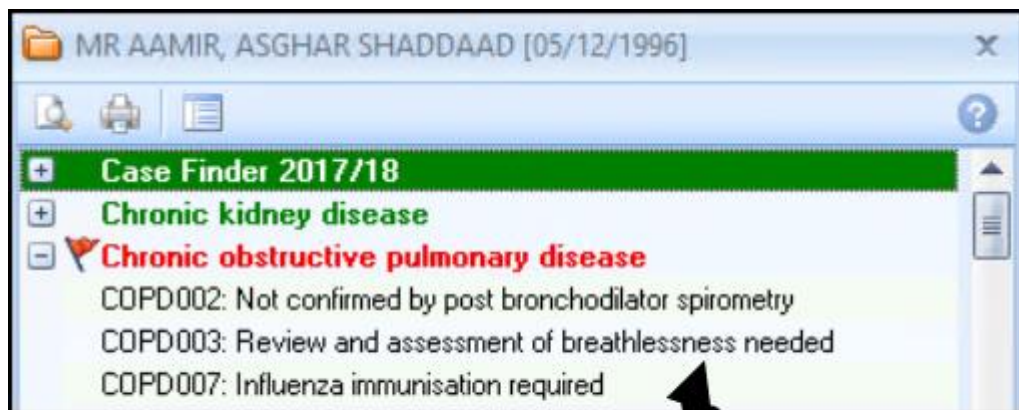 MR AAMIR, ASGHAR SHADDAAD [05/12/1996]
Case Finder 2017/18
Chronic kidney disease
Chronic obstructive pulmonary disease
COPD002: Not confirmed by post bronchodilator spirometry
COPD003: Review and assessment of breathlessness needed
COPD007: Influenza immunisation required